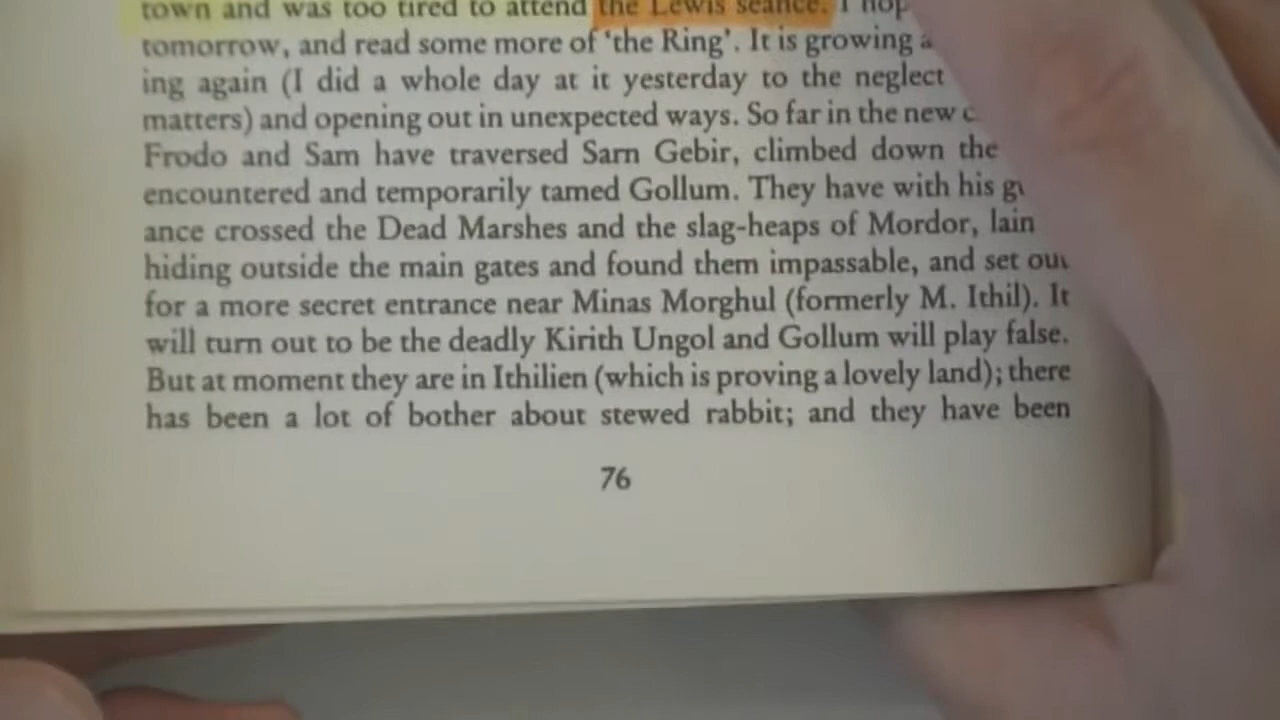 town and was too tired to attend the Lewis séance. I hop
tomorrow, and read some more of 'the Ring'. It is growing a
ing again (I did a whole day at it yesterday to the neglect
matters) and opening out in unexpected ways. So far in the new c
Frodo and Sam have traversed Sarn Gebir, climbed down the
encountered and temporarily tamed Gollum. They have with his gu
ance crossed the Dead Marshes and the slag-heaps of Mordor, lain
hiding outside the main gates and found them impassable, and set out
for a more secret entrance near Minas Morghul (formerly M. Ithil). It
will turn out to be the deadly Kirith Ungol and Gollum will play false.
But at moment they are in Ithilien (which is proving a lovely land); there
has been a lot of bother about stewed rabbit; and they have been
76